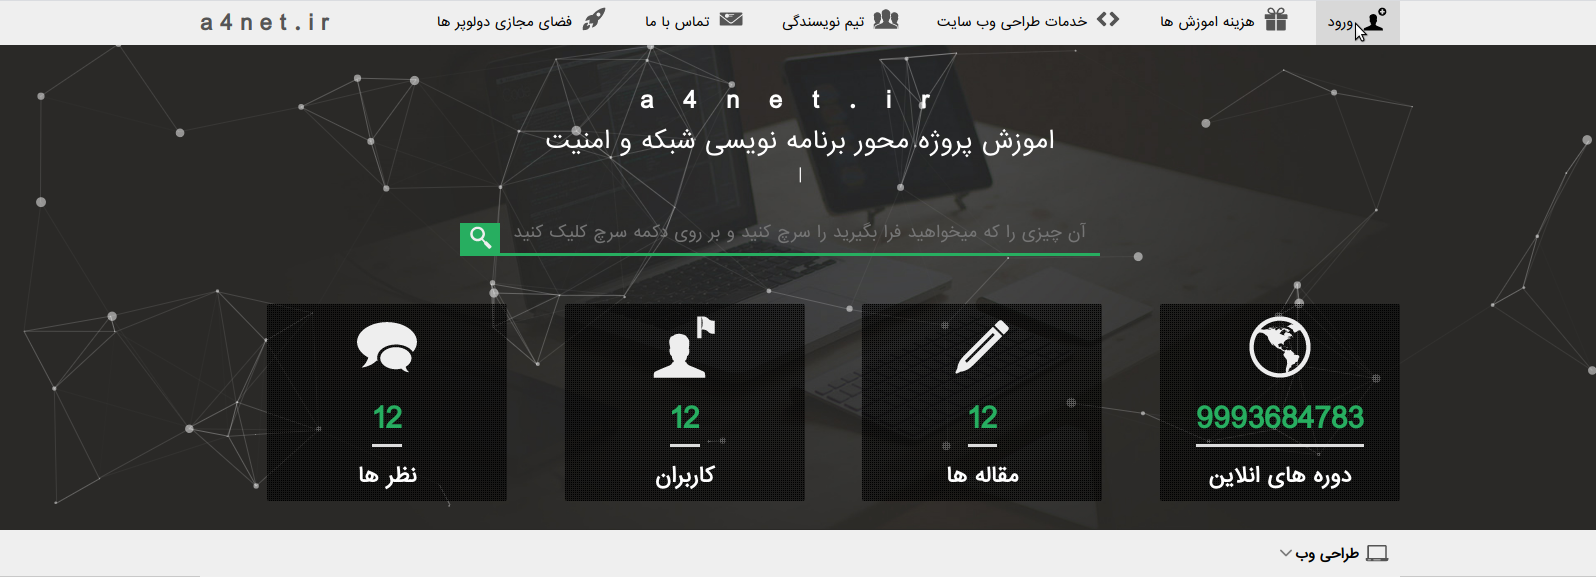 ورود
هزینه اموزش ها
خدمات طراحی وب سایت
تیم نویسندگی
تماس با ما
فضای مجازی دولوپر ها
a4net.ir
a4net.ir
اموزش پروژه محور برنامه نویسی شبکه و امنیت
آن چیزی را که میخواهید فرا بگیرید را سرچ کنید و بر روی دکمه سرچ کلیک کنید
9993684783
دوره های انلاین
12
مقاله ها
12
کاربران
12
نظر ها
طراحی وب